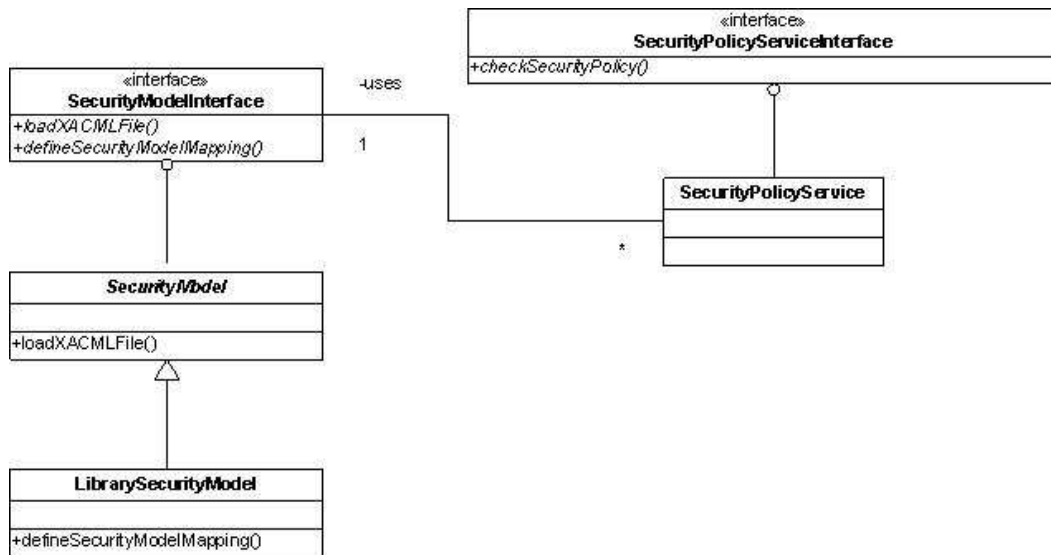 «interface»
SecurityPolicyServiceInterface
+checkSecurityPolicy()
«interface»
SecurityModelInterface
+loadXACMLFile()
+defineSecurityModelMapping()
-uses
1
SecurityPolicyService
*
SecurityModel
+loadXACMLFile()
LibrarySecurityModel
+defineSecurityModelMapping()